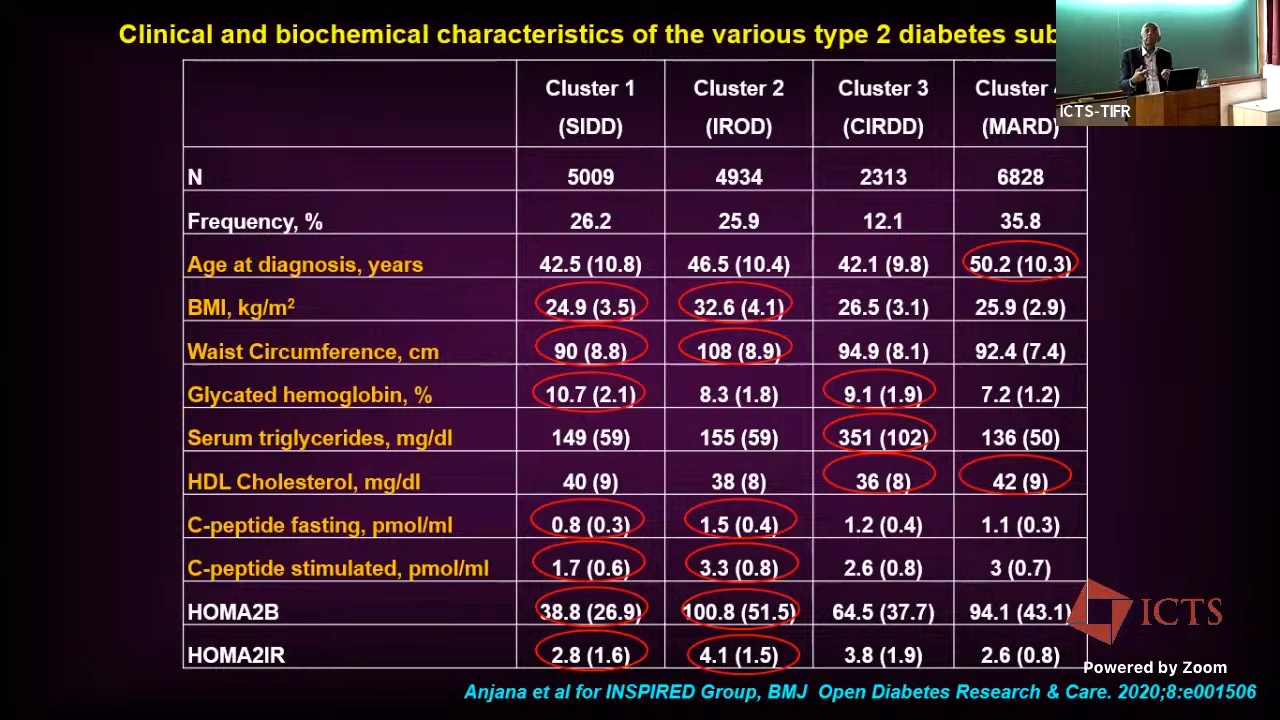 Clinical and biochemical characteristics of the various type 2 diabetes
ICTS-TIFR
Cluster 1 Cluster 2 Cluster 3 Cluster
(SIDD) (IROD) (CIRDD) (MARD)
N 5009 4934 2313 6828
Frequency, % 26.2 25.9 12.1 35.8
Age at diagnosis, years 42.5 (10.8) 46.5 (10.4) 42.1 (9.8) 50.2 (10.3)
BMI, kg/m² 24.9 (3.5) 32.6 (4.1) 26.5 (3.1) 25.9 (2.9)
Waist Circumference, cm 90 (8.8) 108 (8.9) 94.9 (8.1) 92.4 (7.4)
Glycated hemoglobin, % 10.7 (2.1) 8.3 (1.8) 9.1 (1.9) 7.2 (1.2)
Serum triglycerides, mg/dl 149 (59) 155 (59) 351 (102) 136 (50)
HDL Cholesterol, mg/dl 40 (9) 38 (8) 36 (8) 42 (9)
C-peptide fasting, pmol/ml 0.8 (0.3) 1.5 (0.4) 1.2 (0.4) 1.1 (0.3)
C-peptide stimulated, pmol/ml 1.7 (0.6) 3.3 (0.8) 2.6 (0.8) 3 (0.7)
HOMA2B 38.8 (26.9) 100.8 (51.5) 64.5 (37.7) 94.1 (43.1)
HOMA2IR 2.8 (1.6) 4.1 (1.5) 3.8 (1.9) 2.6 (0.8)
ICTS
Powered by Zoom
Anjana et al for INSPIRED Group, BMJ Open Diabetes Research & Care. 2020;8:e001506